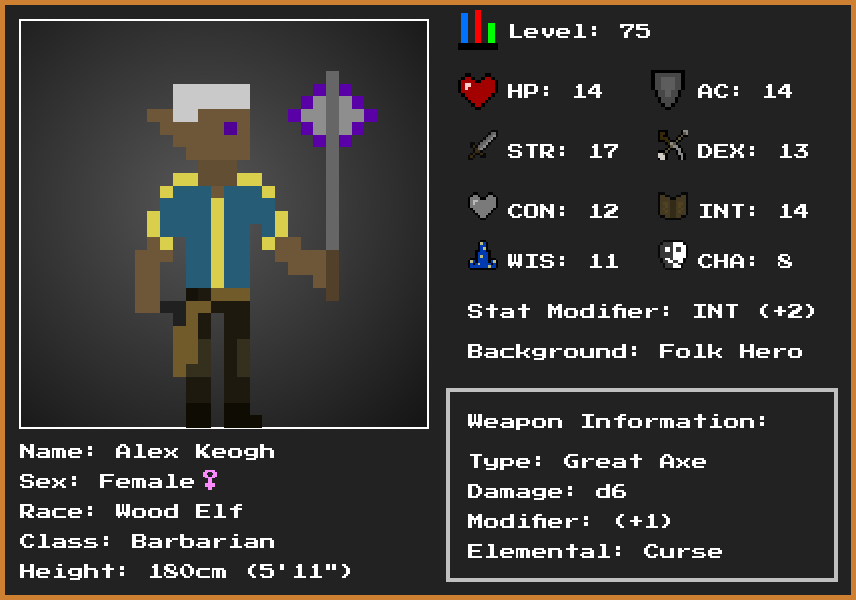 Level: 75
HP: 14
AC: 14
STR: 17
DEX: 13
CON: 12
INT: 14
WIS: 11
CHA: 8
Stat Modifier: INT (+2)
Background: Folk Hero
Weapon Information:
Type: Great Axe
Damage: d6
Modifier: (+1)
Elemental: Curse
Name: Alex Keogh
Sex: Female♀
Race: Wood Elf
Class: Barbarian
Height: 180cm (5'11")